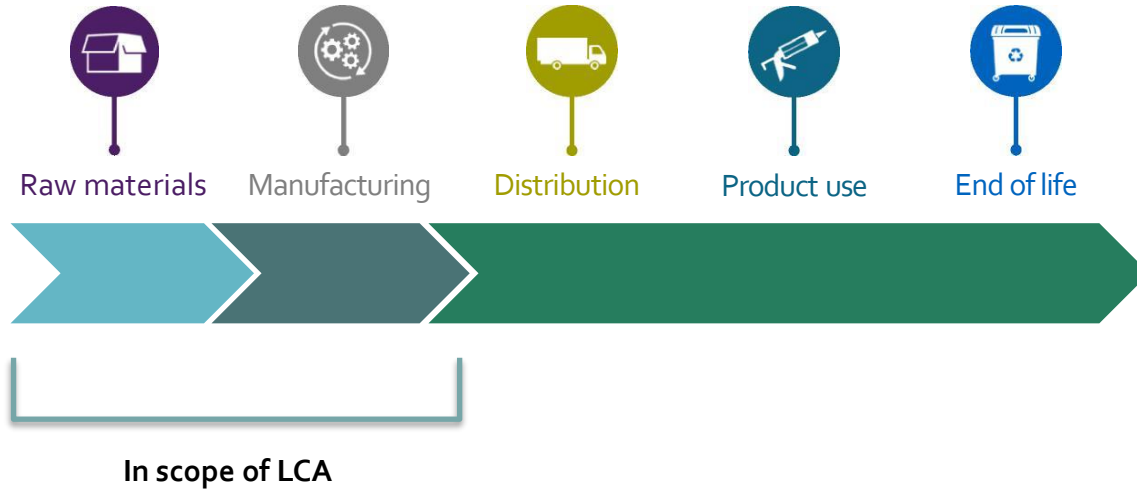 Raw materials
Manufacturing
Distribution
Product use
End of life
In scope of LCA